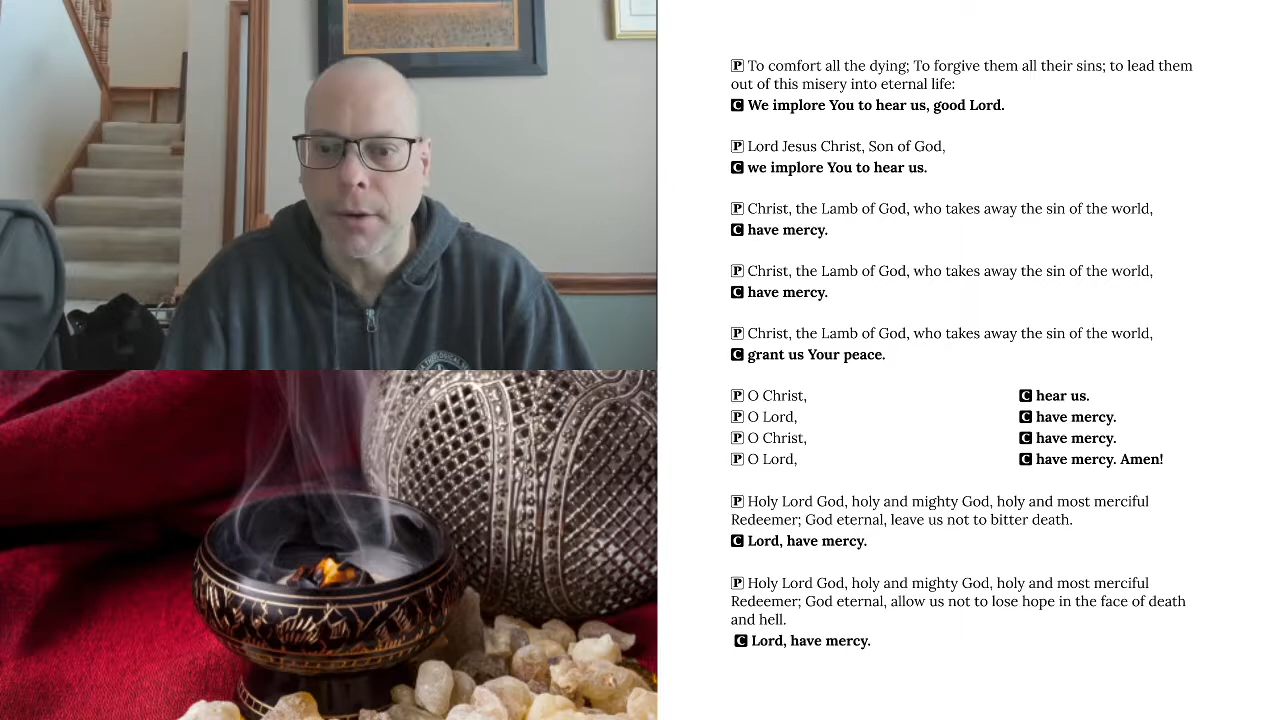 P To comfort all the dying; To forgive them all their sins; to lead them
out of this misery into eternal life:
C We implore You to hear us, good Lord.
P Lord Jesus Christ, Son of God,
C we implore You to hear us.
P Christ, the Lamb of God, who takes away the sin of the world,
C have mercy.
P Christ, the Lamb of God, who takes away the sin of the world,
C have mercy.
P Christ, the Lamb of God, who takes away the sin of the world,
C grant us Your peace.
P O Christ, C hear us.
P O Lord, C have mercy.
P O Christ, C have mercy.
P O Lord, C have mercy. Amen!
P Holy Lord God, holy and mighty God, holy and most merciful
Redeemer; God eternal, leave us not to bitter death.
C Lord, have mercy.
P Holy Lord God, holy and mighty God, holy and most merciful
Redeemer; God eternal, allow us not to lose hope in the face of death
and hell.
C Lord, have mercy.